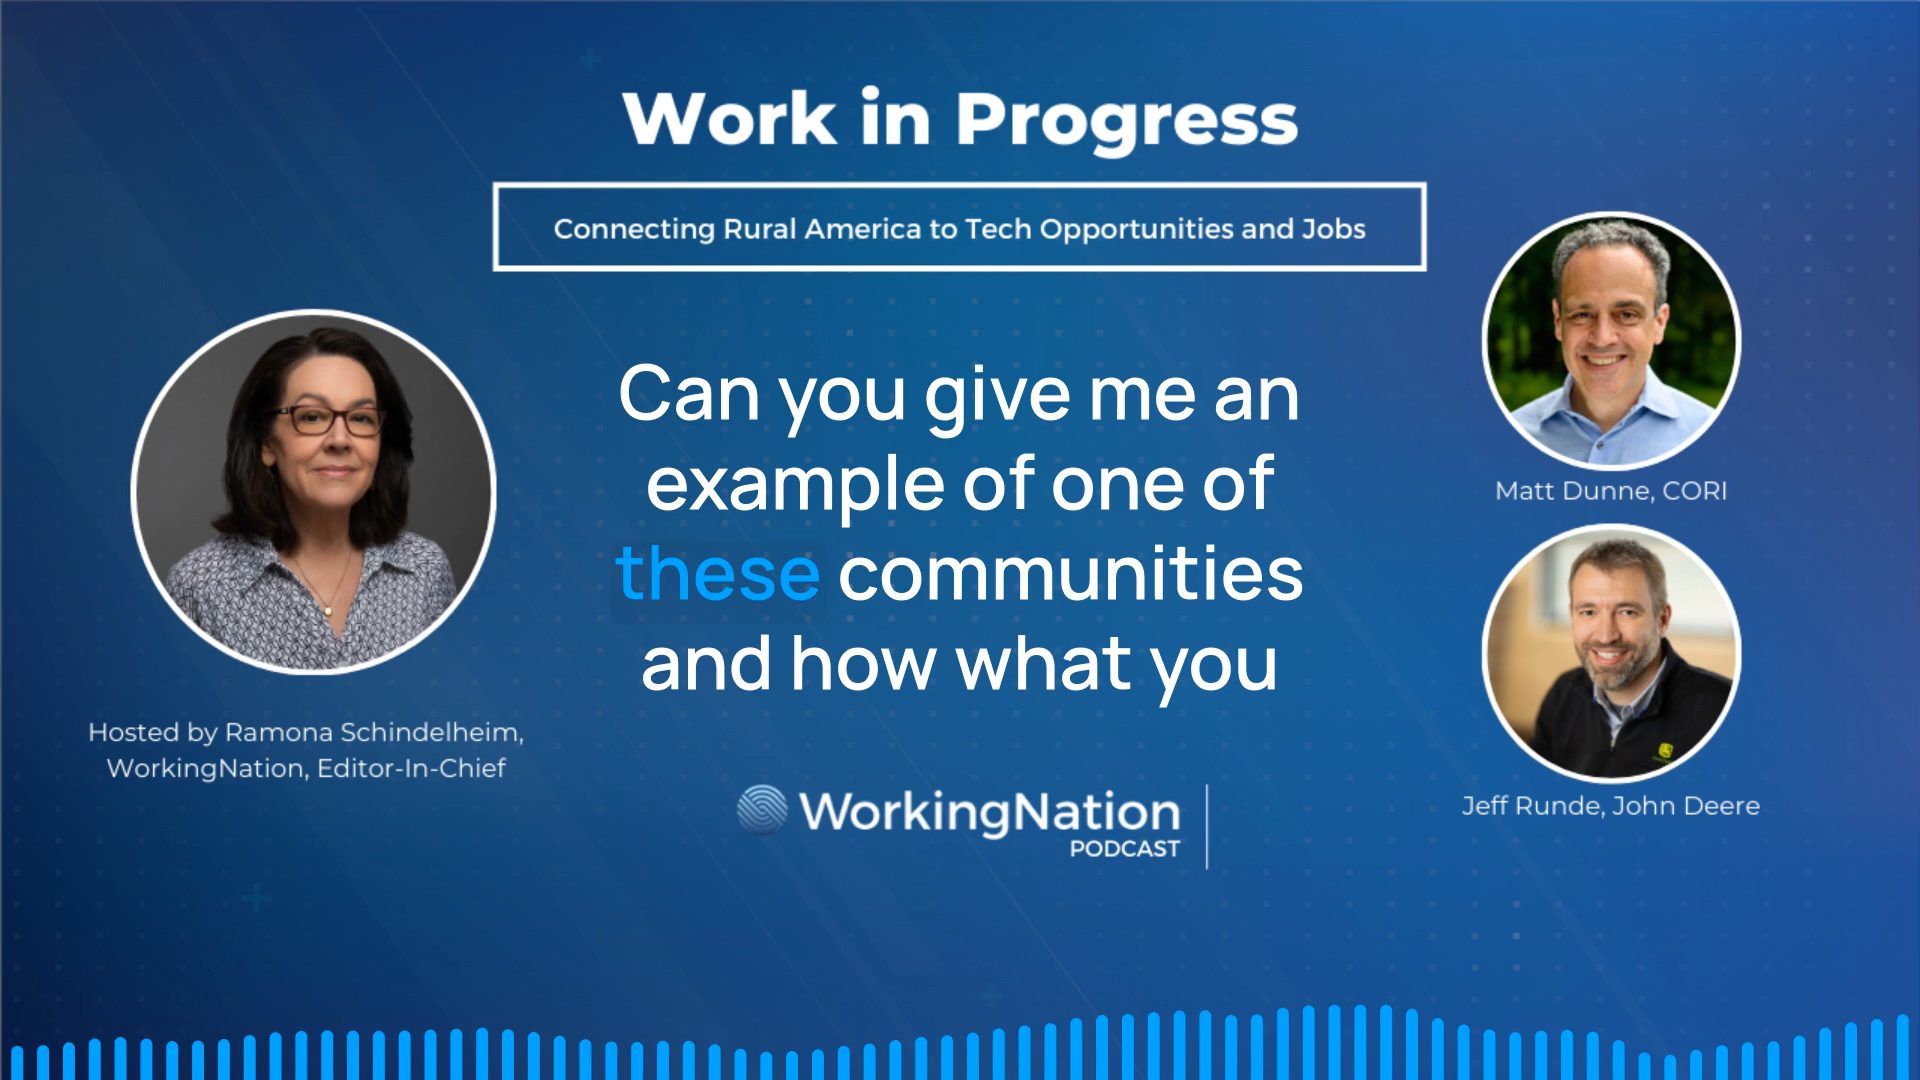 Work in Progress
Connecting Rural America to Tech Opportunities and Jobs
Can you give me an
example of one of
these communities
and how what you
Hosted by Ramona Schindelheim,
WorkingNation, Editor-In-Chief
Matt Dunne, CORI
Jeff Runde, John Deere
WorkingNation
PODCAST